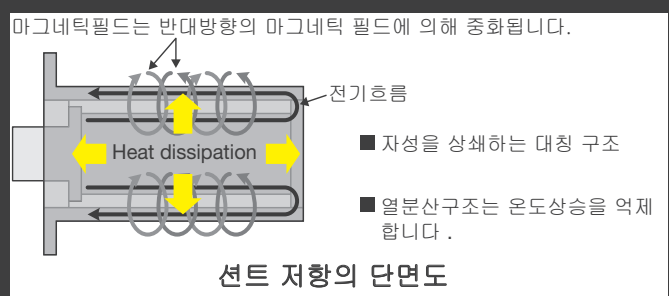 마그네틱필드는 반대방향의 마그네틱 필드에 의해 중화됩니다.
전기흐름
Heat dissipation
■ 자성을 상쇄하는 대칭 구조
■ 열분산구조는 온도상승을 억제
합니다 .
션트 저항의 단면도